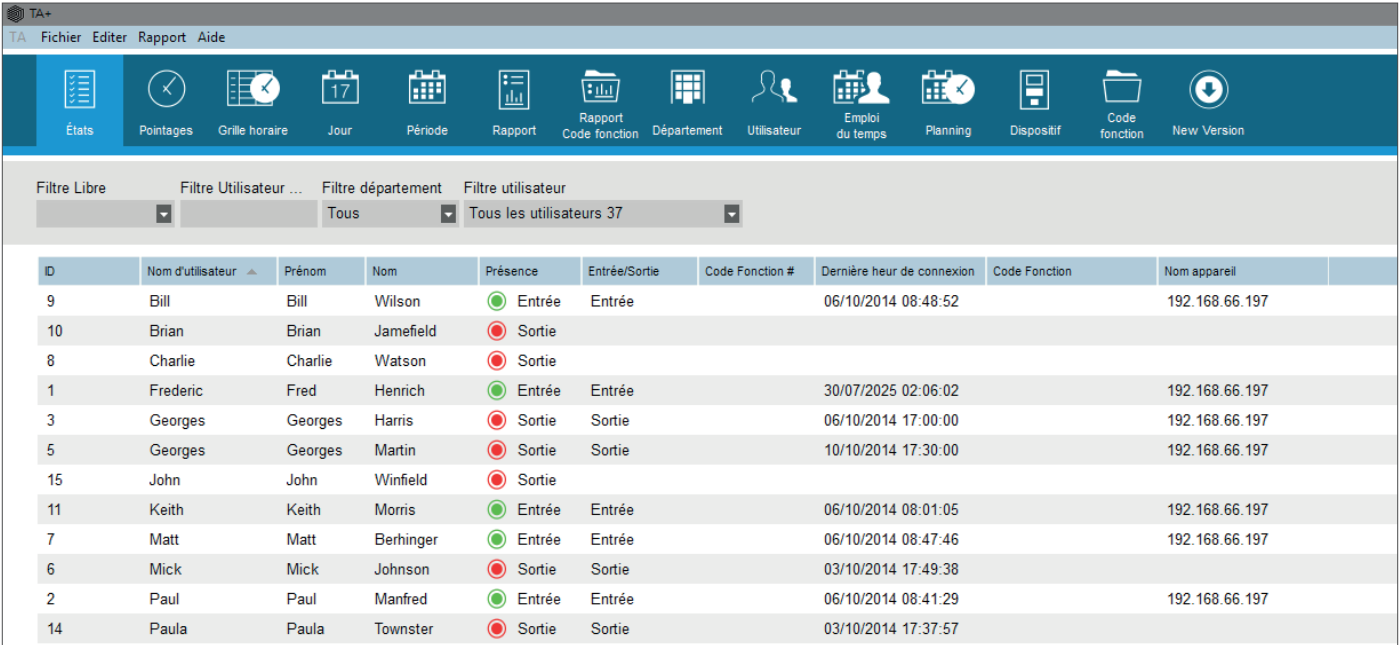 TA+
TA Fichier Editer Rapport Aide
17
États Pointages Grille horaire Jour Période Rapport Rapport Code fonction Département Utilisateur Emploi du temps Planning Dispositif Code fonction New Version
Filtre Libre Filtre Utilisateur ... Filtre département Filtre utilisateur
Tous Tous les utilisateurs 37
ID Nom d'utilisateur Prénom Nom Présence Entrée/Sortie Code Fonction # Dernière heur de connexion Code Fonction Nom appareil
9 Bill Bill Wilson Entrée Entrée 06/10/2014 08:48:52 192.168.66.197
10 Brian Brian Jamefield Sortie
8 Charlie Charlie Watson Sortie
1 Frederic Fred Henrich Entrée Entrée 30/07/2025 02:06:02 192.168.66.197
3 Georges Georges Harris Sortie Sortie 06/10/2014 17:00:00 192.168.66.197
5 Georges Georges Martin Sortie Sortie 10/10/2014 17:30:00 192.168.66.197
15 John John Winfield Sortie
11 Keith Keith Morris Entrée Entrée 06/10/2014 08:01:05 192.168.66.197
7 Matt Matt Berhinger Entrée Entrée 06/10/2014 08:47:46 192.168.66.197
6 Mick Mick Johnson Sortie Sortie 03/10/2014 17:49:38
2 Paul Paul Manfred Entrée Entrée 06/10/2014 08:41:29 192.168.66.197
14 Paula Paula Townster Sortie Sortie 03/10/2014 17:37:57